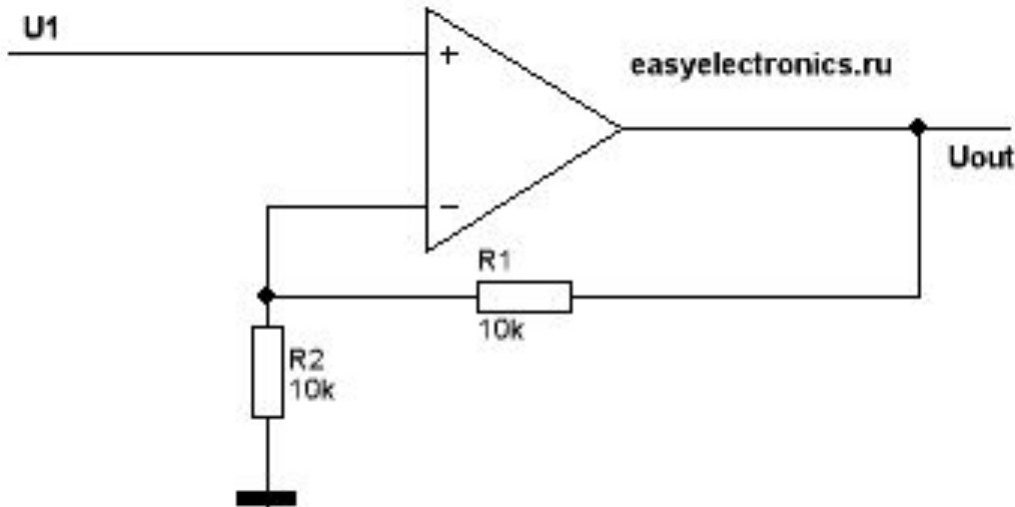 U1
+
easyelectronics.ru
Uout
−
R1
10k
R2
10k